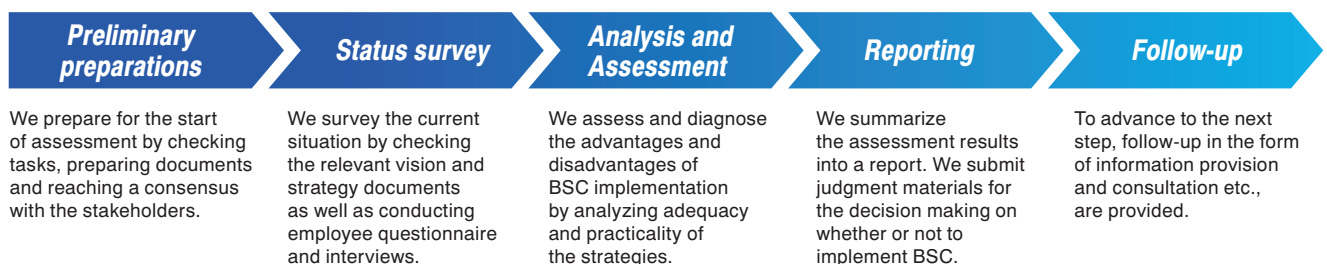 Preliminary
preparations
We prepare for the start
of assessment by checking
tasks, preparing documents
and reaching a consensus
with the stakeholders.
Status survey
We survey the current
situation by checking
the relevant vision and
strategy documents
as well as conducting
employee questionnaire
and interviews.
Analysis and
Assessment
We assess and diagnose
the advantages and
disadvantages of
BSC implementation
by analyzing adequacy
and practicality of
the strategies.
Reporting
We summarize
the assessment results
into a report. We submit
judgment materials for
the decision making on
whether or not to
implement BSC.
Follow-up
To advance to the next
step, follow-up in the form
of information provision
and consultation etc.,
are provided.